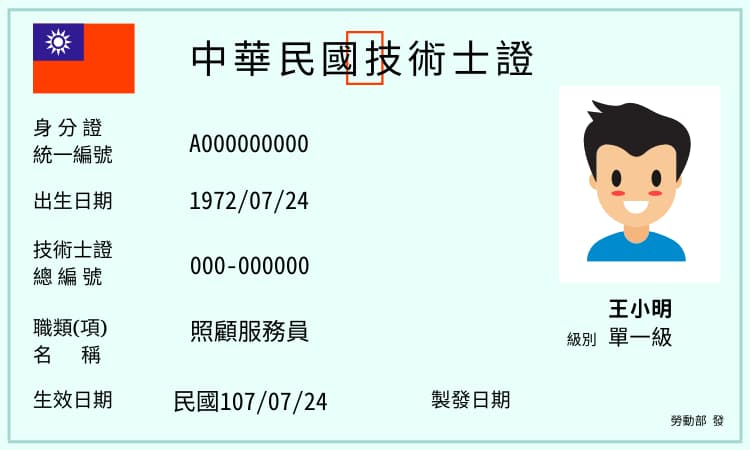 中華民國技術士證
身分證
統一編號 A000000000
出生日期 1972/07/24
技術士證
總編號 000-000000
職類(項)
名 稱 照顧服務員
王小明
級別 單一級
生效日期 民國107/07/24 製發日期
勞動部 發